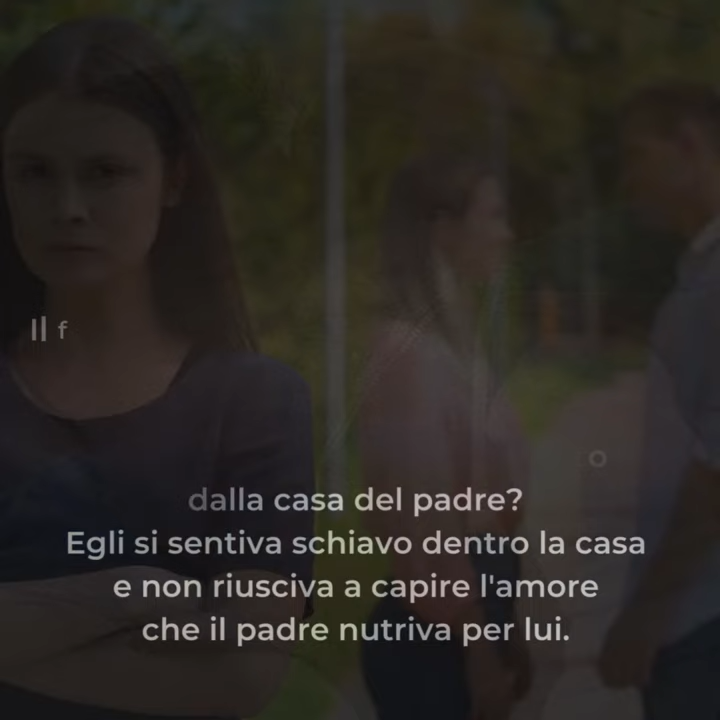 Il f
o
dalla casa del padre?
Egli si sentiva schiavo dentro la casa
e non riusciva a capire l'amore
che il padre nutriva per lui.